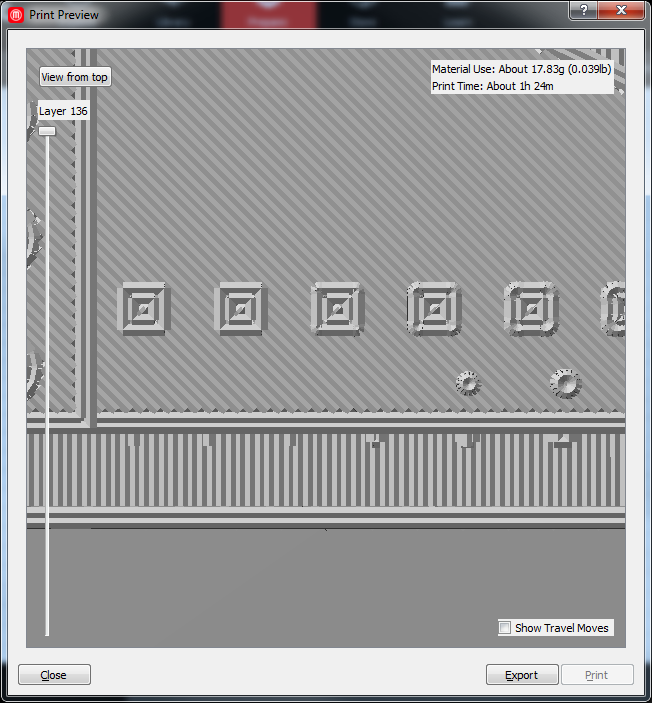 Print Preview
View from top
Material Use: About 17.83g (0.039lb)
Print Time: About 1h 24m
Layer 136
Show Travel Moves
Close
Export
Print